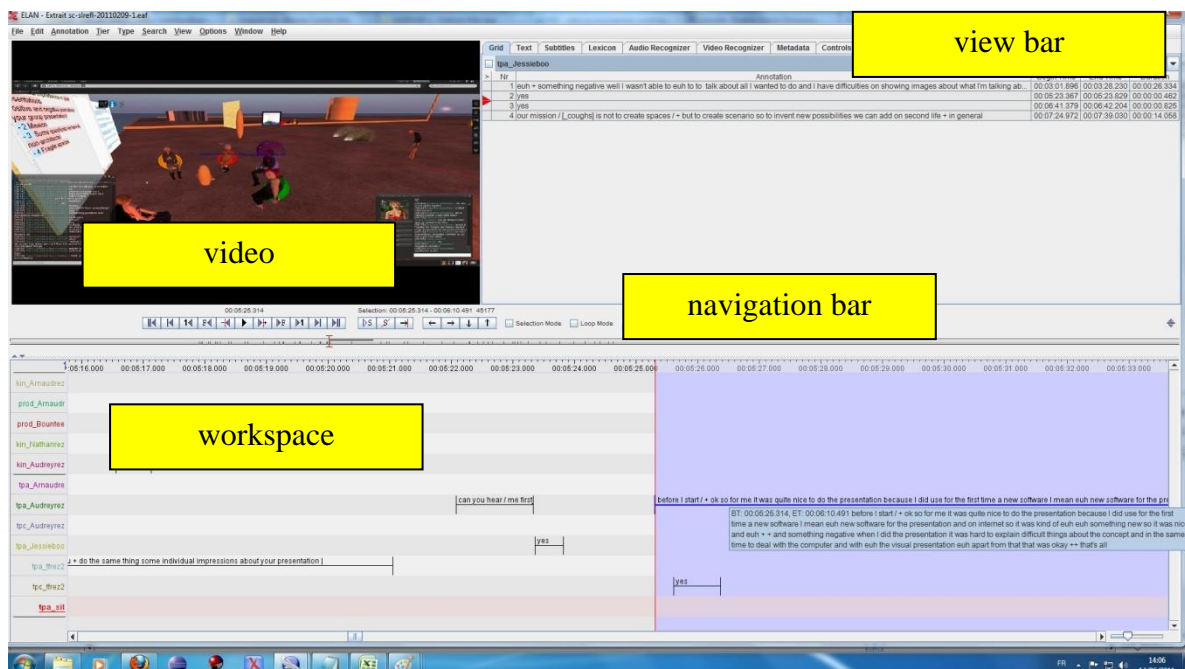 ELAN - Extrait sc-slrefl-20110209-1.eaf
File Edit Annotation Tier Type Search View Options Window Help
view bar
Grid Text Subtitles Lexicon Audio Recognizer Video Recognizer Metadata Controls
tpa_Jessieboo
> Nr Annotation
1 euh + something negative well I wasn't able to euh to to talk about all I wanted to do and I have difficulties on showing images about what I'm talking ab... 00:03:01.896 00:03:28.230 00:00:26.334
2 yes 00:05:23.367 00:05:23.829 00:00:00.462
3 yes 00:06:41.379 00:06:42.204 00:00:00.825
4 our mission / [_coughs] is not to create spaces / + but to create scenario so to invent new possibilities we can add on second life + in general 00:07:24.972 00:07:39.030 00:00:14.058
your group presentation
- 2 Mission
non-architects
video
navigation bar
00:05:25.314
Selection: 00:05:25.314 - 00:06:10.491 45177
Selection Mode Loop Mode
:05:16.000 00:05:17.000 00:05:18.000 00:05:19.000 00:05:20.000 00:05:21.000 00:05:22.000 00:05:23.000 00:05:24.000 00:05:25.000 00:05:26.000 00:05:27.000 00:05:28.000 00:05:29.000 00:05:30.000 00:05:31.000 00:05:32.000 00:05:33.000
kin_Arnaudrez
prod_Arnaudr
prod_Bountee
workspace
kin_Nathanrez
kin_Audreyrez
tpa_Arnaudre
tpa_Audreyrez
can you hear / me first
before I start / + ok so for me it was quite nice to do the presentation because I did use for the first time a new software I mean euh new software for the pre
BT: 00:05:25.314, ET: 00:06:10.491 before I start / + ok so for me it was quite nice to do the presentation because I did use for the first
time a new software I mean euh new software for the presentation and on internet so it was kind of euh euh something new so it was nic
and euh + + and something negative when I did the presentation it was hard to explain difficult things about the concept and in the same
time to deal with the computer and with euh the visual presentation euh apart from that that was okay ++ that's all
tpc_Audreyrez
tpa_Jessieboo
yes
tpa_tfrez2
+ do the same thing some individual impressions about your presentation |
tpc_tfrez2
yes
tpa_sil
FR 14:06